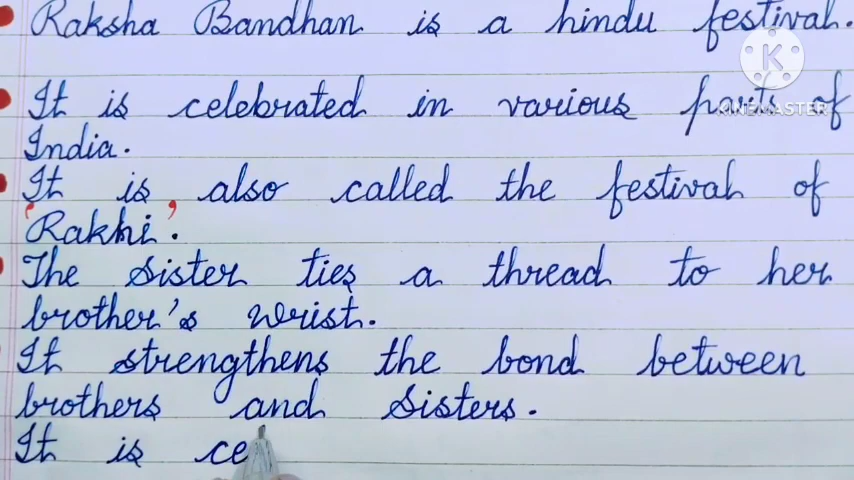 Raksha Bandhan is a hindu festival.
K
KINEMASTER
It is celebrated in various parts of
India.
It is also called the festival of
'Rakhi'.
The Sister ties a thread to her
brother's wrist.
It strengthens the bond between
brothers and Sisters.
It is ce